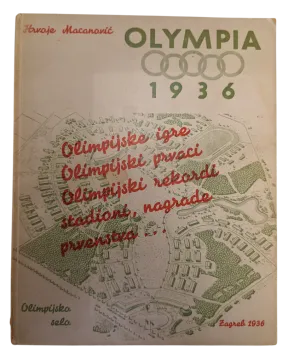 Hrvoje Macanović
OLYMPIA
1936
Olimpijske igre
Olimpijski prvaci
Olimpijski rekordi
stadioni, nagrade
prvenstva ...
Olimpijsko
selo.
Zagreb 1936